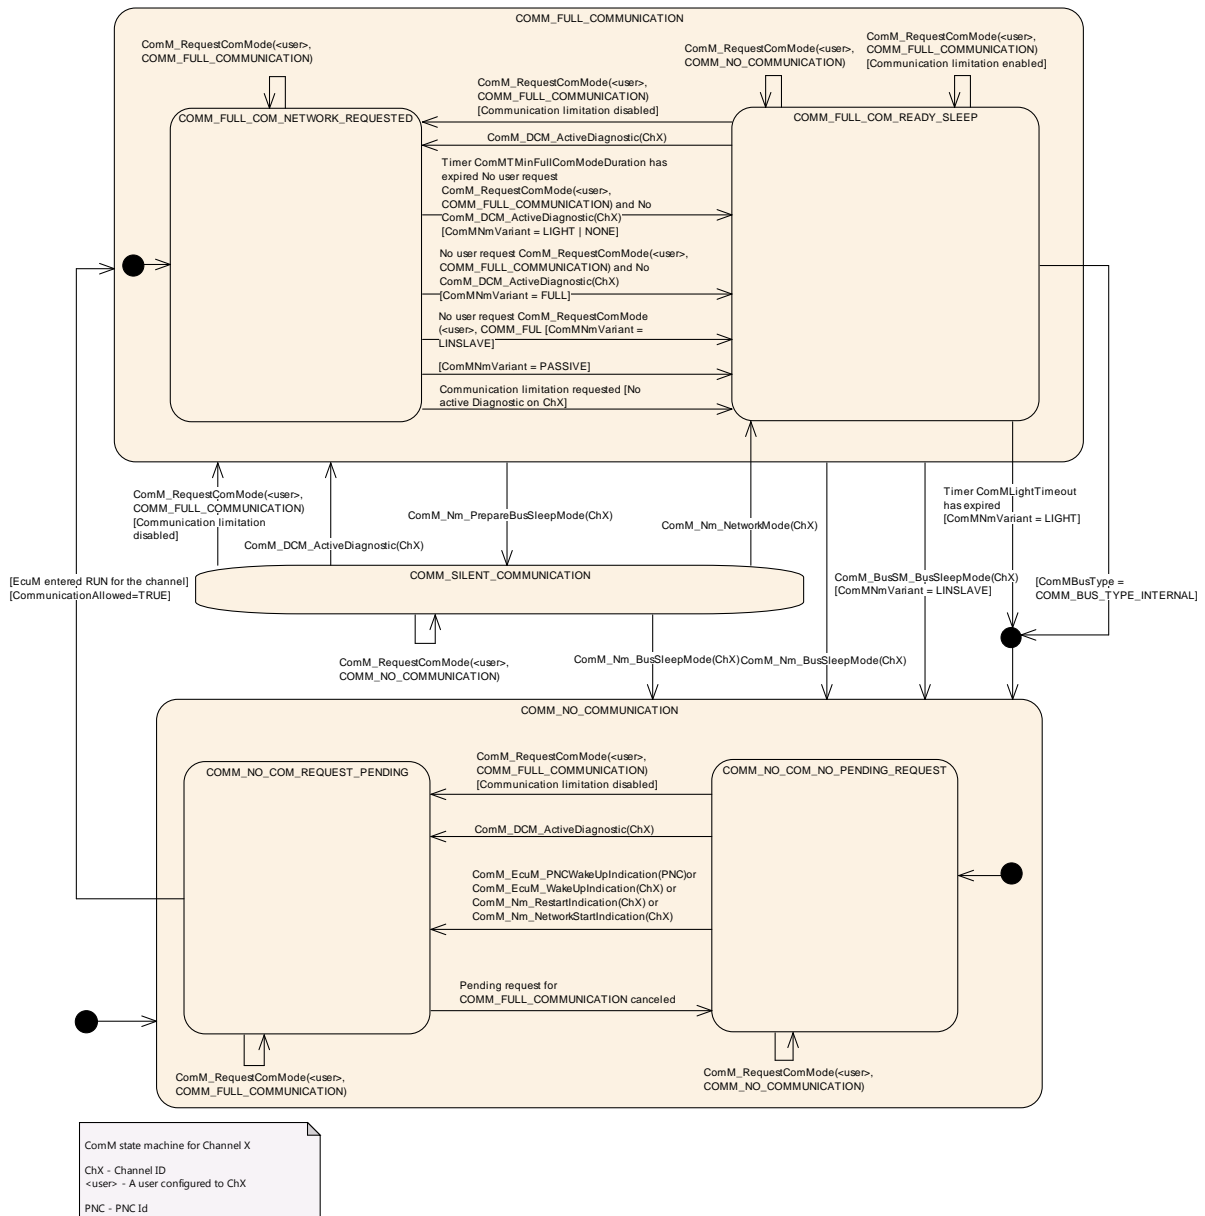 COMM_FULL_COMMUNICATION
ComM_RequestComMode(<user>,
COMM_FULL_COMMUNICATION)
ComM_RequestComMode(<user>,
COMM_NO_COMMUNICATION)
ComM_RequestComMode(<user>,
COMM_FULL_COMMUNICATION)
[Communication limitation enabled]
COMM_FULL_COM_NETWORK_REQUESTED
COMM_FULL_COM_READY_SLEEP
ComM_RequestComMode(<user>,
COMM_FULL_COMMUNICATION)
[Communication limitation disabled]
ComM_DCM_ActiveDiagnostic(ChX)
Timer ComMTMinFullComModeDuration has
expired No user request
ComM_RequestComMode(<user>,
COMM_FULL_COMMUNICATION) and No
ComM_DCM_ActiveDiagnostic(ChX)
[ComMNmVariant = LIGHT | NONE]
No user request ComM_RequestComMode(<user>,
COMM_FULL_COMMUNICATION) and No
ComM_DCM_ActiveDiagnostic(ChX)
[ComMNmVariant = FULL]
No user request ComM_RequestComMode
(<user>, COMM_FUL [ComMNmVariant =
LINSLAVE]
[ComMNmVariant = PASSIVE]
Communication limitation requested [No
active Diagnostic on ChX]
ComM_RequestComMode(<user>,
COMM_FULL_COMMUNICATION)
[Communication limitation
disabled]
ComM_DCM_ActiveDiagnostic(ChX)
ComM_Nm_PrepareBusSleepMode(ChX)
ComM_Nm_NetworkMode(ChX)
Timer ComMLightTimeout
has expired
[ComMNmVariant = LIGHT]
[EcuM entered RUN for the channel]
[CommunicationAllowed=TRUE]
COMM_SILENT_COMMUNICATION
ComM_BusSM_BusSleepMode(ChX)
[ComMNmVariant = LINSLAVE]
[ComMBusType =
COMM_BUS_TYPE_INTERNAL]
ComM_RequestComMode(<user>,
COMM_NO_COMMUNICATION)
ComM_Nm_BusSleepMode(ChX)
ComM_Nm_BusSleepMode(ChX)
COMM_NO_COMMUNICATION
COMM_NO_COM_REQUEST_PENDING
COMM_NO_COM_NO_PENDING_REQUEST
ComM_RequestComMode(<user>,
COMM_FULL_COMMUNICATION)
[Communication limitation disabled]
ComM_DCM_ActiveDiagnostic(ChX)
ComM_EcuM_PNCWakeUpIndication(PNC)or
ComM_EcuM_WakeUpIndication(ChX) or
ComM_Nm_RestartIndication(ChX) or
ComM_Nm_NetworkStartIndication(ChX)
Pending request for
COMM_FULL_COMMUNICATION canceled
ComM_RequestComMode(<user>,
COMM_FULL_COMMUNICATION)
ComM_RequestComMode(<user>,
COMM_NO_COMMUNICATION)
ComM state machine for Channel X
ChX - Channel ID
<user> - A user configured to ChX
PNC - PNC Id